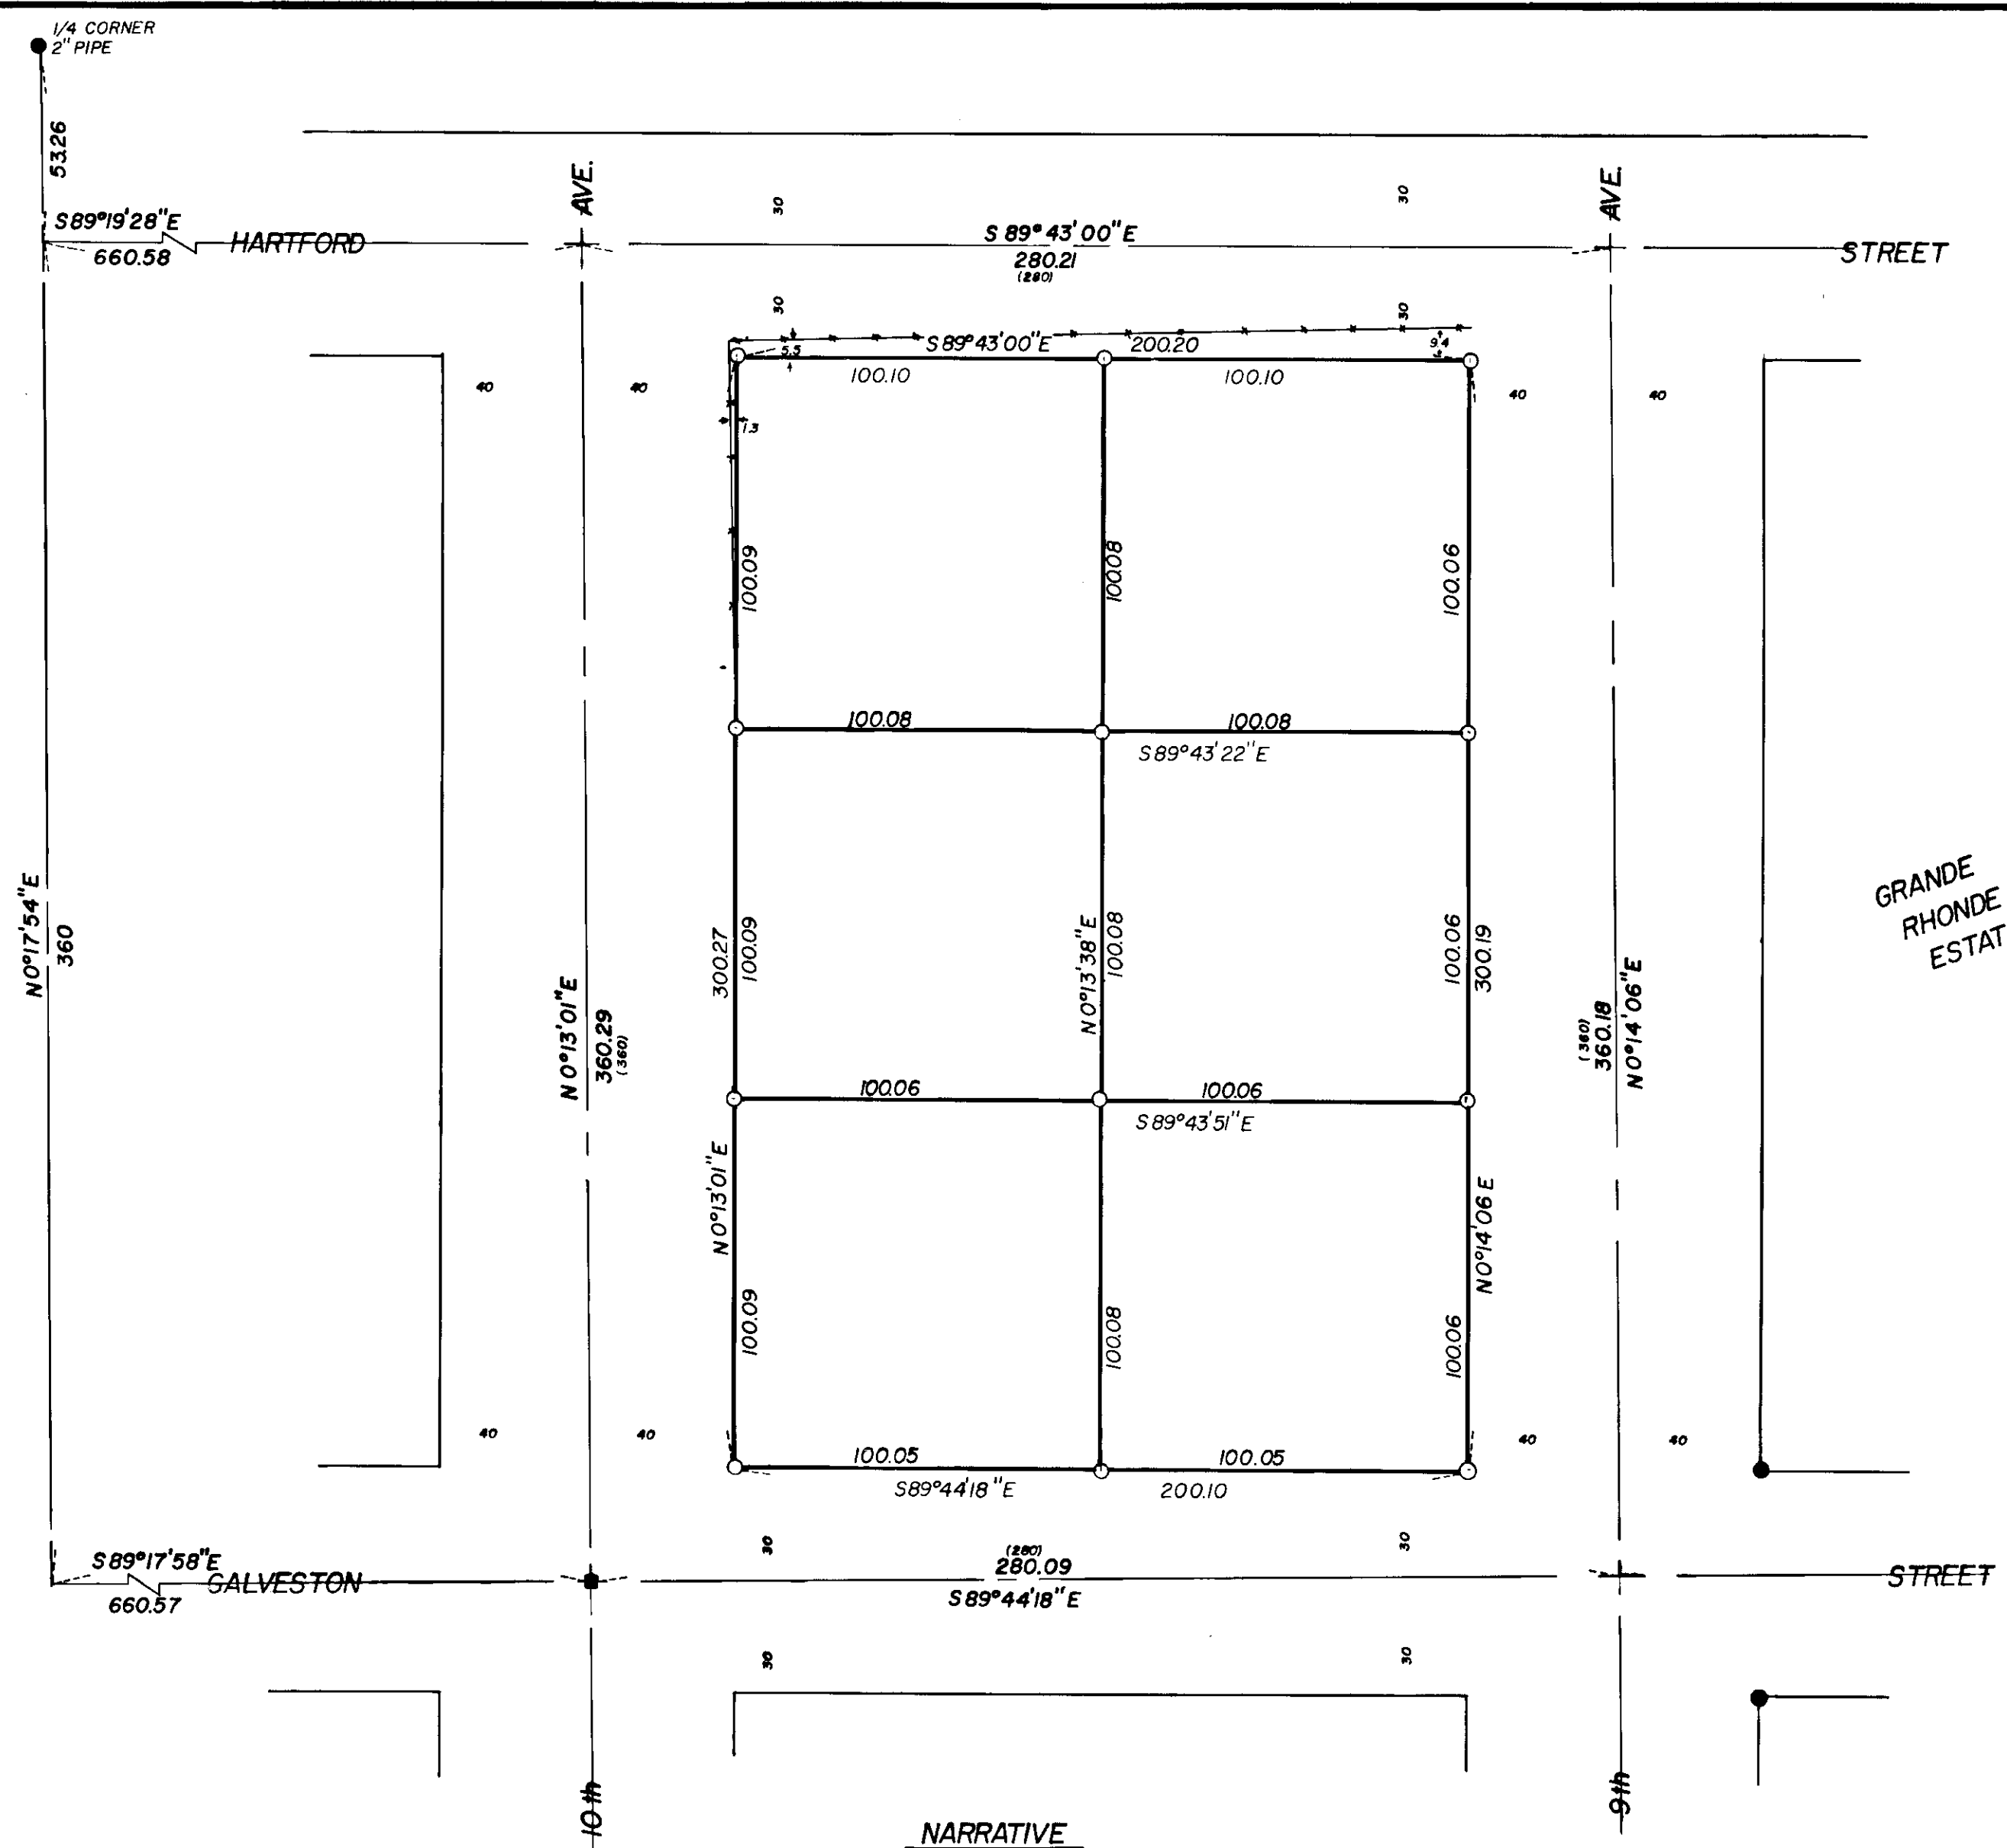 1/4 CORNER
2" PIPE
53.26
AVE.
AVE.
30
30
S89°19'28"E
HARTFORD
660.58
S 89° 43' 00" E
280.21
(280)
STREET
30
30
S89°43'00"E
200.20
5.5
9.4
100.10
100.10
40
40
40
40
1.3
100.09
100.08
100.06
100.08
100.08
S89°43'22"E
GRANDE
RHONDE
ESTAT
N0°17'54"E
360
300.27
100.09
N0°13'38"E
100.08
100.06
300.19
N0°13'01"E
360.29
(360)
(360)
360.18
N0°14'06"E
100.06
100.06
S89°43'51"E
N0°13'01"E
N0°14'06 E
100.09
100.08
100.06
40
40
40
40
100.05
100.05
S89°44'18"E
200.10
30
30
S89°17'58"E
GALVESTON
660.57
(280)
280.09
S89°44'18"E
STREET
30
30
10th
9th
NARRATIVE